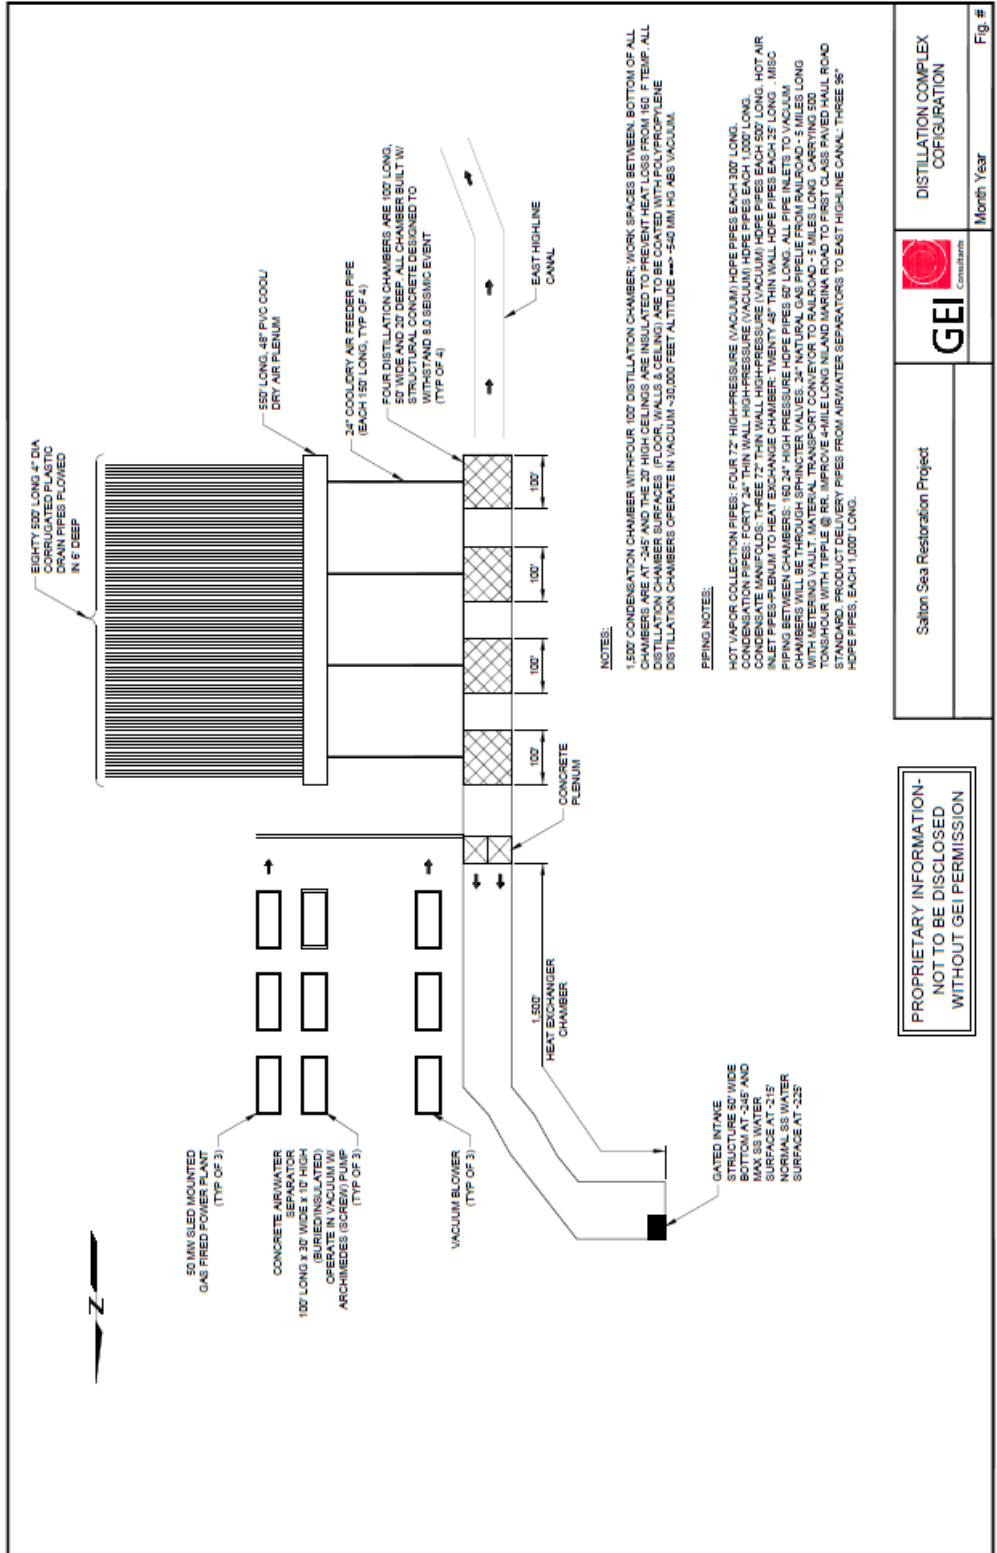 EIGHTY 500' LONG 4" DIA
CORRUGATED PLASTIC
DRAIN PIPES PLOWED
IN 6' DEEP
550' LONG, 48" PVC COOL/
DRY AIR PLENUM
24" COOL/DRY AIR FEEDER PIPE
(EACH 150' LONG, TYP OF 4)
FOUR DISTILLATION CHAMBERS ARE 100' LONG,
50' WIDE AND 20' DEEP. ALL CHAMBER BUILT W/
STRUCTURAL CONCRETE DESIGNED TO
WITHSTAND 8.0 SEISMIC EVENT
(TYP OF 4)
EAST HIGHLINE
CANAL
100'
100'
100'
100'
CONCRETE
PLENUM
1,500'
HEAT EXCHANGER
CHAMBER
50 MW SLED MOUNTED
GAS FIRED POWER PLANT
(TYP OF 3)
CONCRETE AIR/WATER
SEPARATOR
100' LONG x 30' WIDE x 10' HIGH
(BURIED/INSULATED)
OPERATE IN VACUUM W/
ARCHIMEDES (SCREW) PUMP
(TYP OF 3)
VACUUM BLOWER
(TYP OF 3)
GATED INTAKE
STRUCTURE 60' WIDE
BOTTOM AT -245' AND
MAX SS WATER
SURFACE AT -215'
NORMAL SS WATER
SURFACE AT -225'
N
NOTES:
1,500' CONDENSATION CHAMBER WITHFOUR 100' DISTILLATION CHAMBER; WORK SPACES BETWEEN. BOTTOM OF ALL
CHAMBERS ARE AT -245' AND THE 20' HIGH CEILINGS ARE INSULATED TO PREVENT HEAT LOSS FROM 160 F TEMP. ALL
DISTILLATION CHAMBER SURFACES (FLOOR, WALLS & CEILING) ARE TO BE COATED WITH POLYPROPYLENE
DISTILLATION CHAMBERS OPERATE IN VACUUM ~30,000 FEET ALTITUDE ==> -540 MM HG ABS VACUUM.
PIPING NOTES:
HOT VAPOR COLLECTION PIPES: FOUR 72" HIGH-PRESSURE (VACUUM) HDPE PIPES EACH 300' LONG.
CONDENSATION PIPES: FORTY 24" THIN WALL HIGH-PRESSURE (VACUUM) HDPE PIPES EACH 1,000' LONG.
CONDENSATE MANIFOLDS: THREE 72" THIN WALL HIGH-PRESSURE (VACUUM) HDPE PIPES EACH 500' LONG. HOT AIR
INLET PIPES-PLENUM TO HEAT EXCHANGE CHAMBER: TWENTY 48" THIN WALL HDPE PIPES EACH 25' LONG . MISC
PIPING BETWEEN CHAMBERS: 160 24" HIGH PRESSURE HDPE PIPES 60' LONG. ALL PIPE INLETS TO VACUUM
CHAMBERS WILL BE THROUGH SPHINCTER VALVES. 24" NATURAL GAS PIPELIE FROM RAILROAD - 5 MILES LONG
WITH METERING VAULT. MATERIAL TRANSPORT CONVEYOR TO RAILROAD - 5 MILES LONG CARRYING 500
TONS/HOUR WITH TIPPLE @ RR. IMPROVE 4-MILE LONG NILAND MARINA ROAD TO FIRST CLASS PAVED HAUL ROAD
STANDARD. PRODUCT DELIVERY PIPES FROM AIR/WATER SEPARATORS TO EAST HIGHLINE CANAL: THREE 96"
HDPE PIPES, EACH 1,000' LONG.
PROPRIETARY INFORMATION-
NOT TO BE DISCLOSED
WITHOUT GEI PERMISSION
Salton Sea Restoration Project
GEI
Consultants
DISTILLATION COMPLEX
COFIGURATION
Month Year
Fig. #